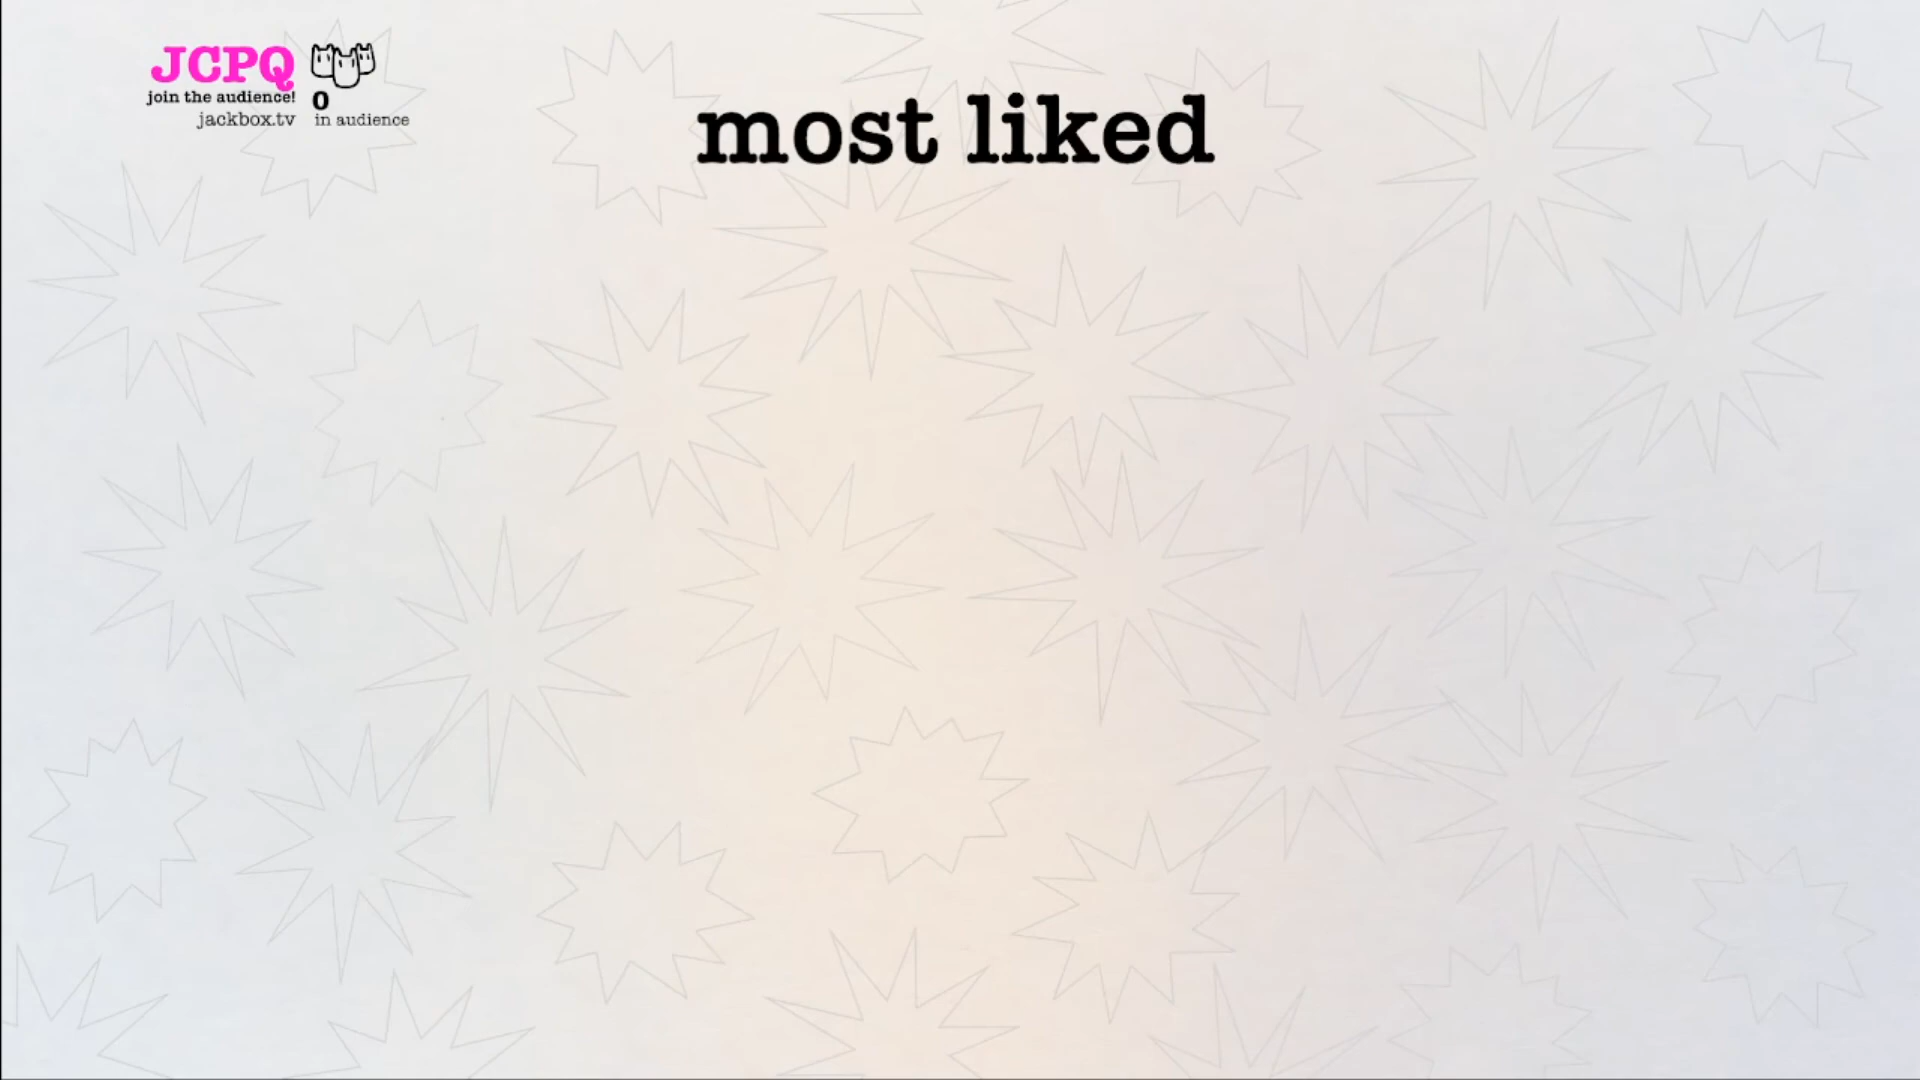 JCPQ
join the audience!
jackbox.tv
0
in audience
most liked